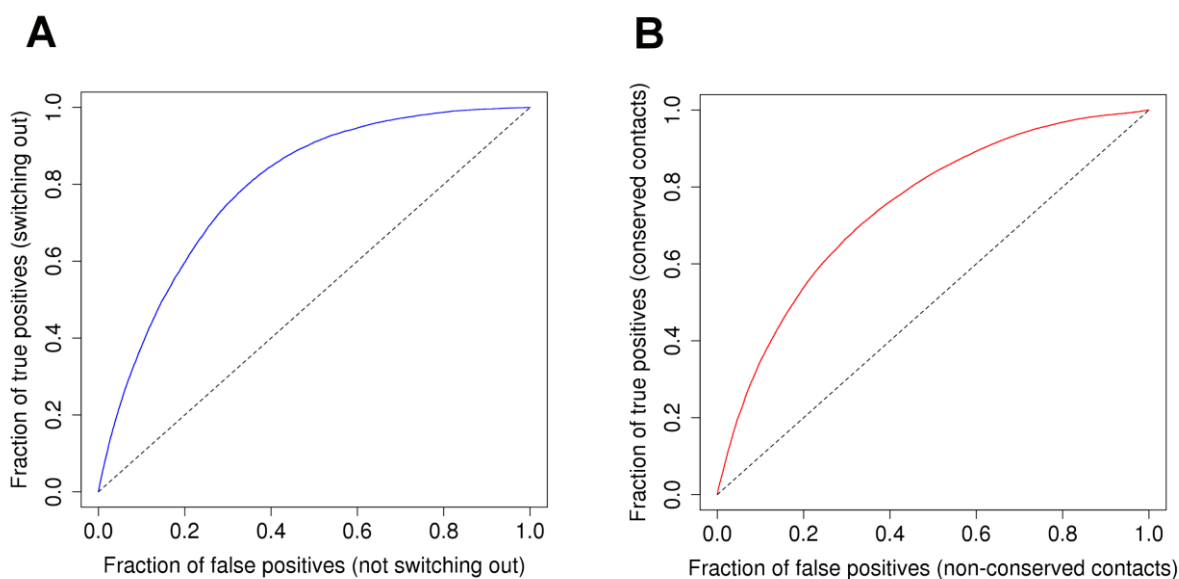 A
Fraction of true positives (switching out)
1.0
0.8
0.6
0.4
0.2
0.0
0.0 0.2 0.4 0.6 0.8 1.0
Fraction of false positives (not switching out)
B
Fraction of true positives (conserved contacts)
1.0
0.8
0.6
0.4
0.2
0.0
0.0 0.2 0.4 0.6 0.8 1.0
Fraction of false positives (non-conserved contacts)